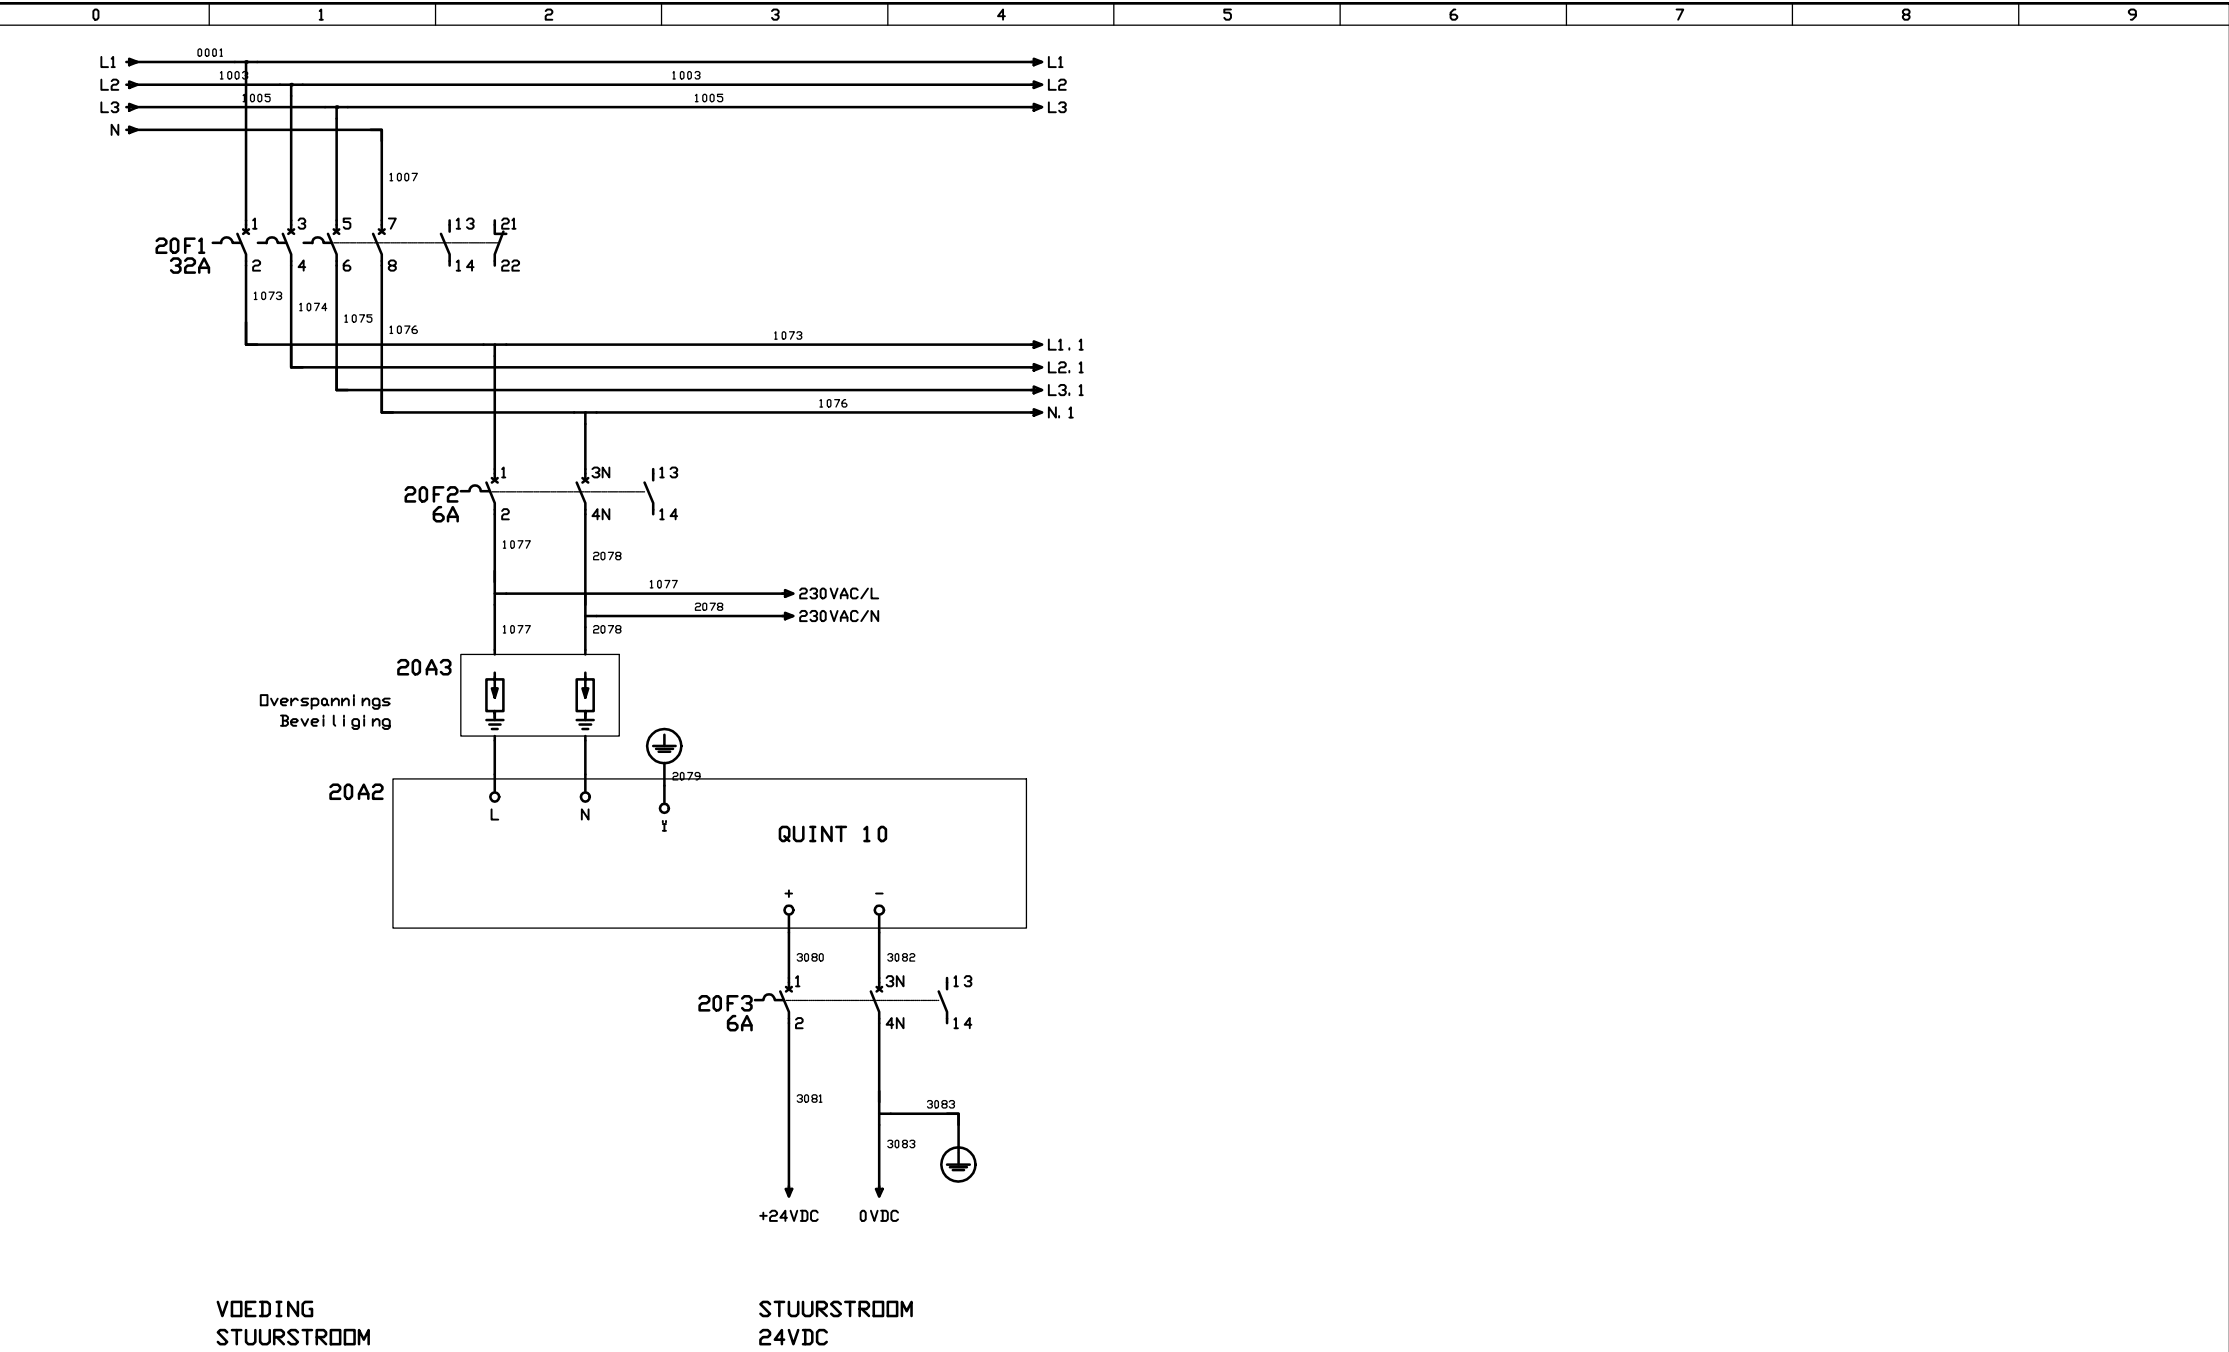 0 1 2 3 4 5 6 7 8 9
0001
L1 L1
1003 1003
L2 L2
1005 1005
L3 L3
N
1007
1 3 5 7 13 21
20F1
32A
2 4 6 8 14 22
1073
1074
1075
1076
1073
L1.1
L2.1
L3.1
1076
N.1
1 3N 13
20F2
6A
2 4N 14
1077
2078
1077
230VAC/L
2078
230VAC/N
1077 2078
20A3
Overspannings
Beveiliging
2079
20A2
L N
QUINT 10
+ -
3080 3082
1 3N 13
20F3
6A
2 4N 14
3081
3083
3083
+24VDC 0VDC
VOEDING
STUURSTROOM
STUURSTROOM
24VDC